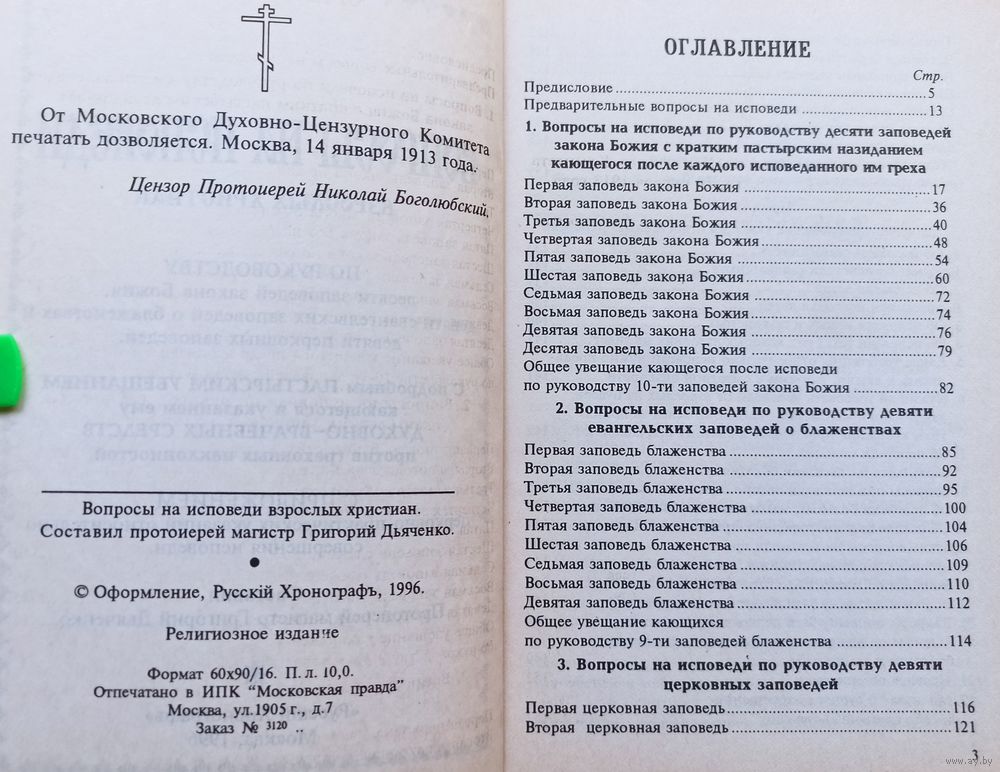 От Московского Духовно-Цензурного Комитета
печатать дозволяется. Москва, 14 января 1913 года.
Цензор Протоиерей Николай Боголюбский.
Вопросы на исповеди взрослых христиан.
Составил протоиерей магистр Григорий Дьяченко.
•
© Оформление, Русскій Хронографъ, 1996.
Религиозное издание
Формат 60х90/16. П. л. 10,0.
Отпечатано в ИПК "Московская правда"
Москва, ул.1905 г., д.7
Заказ № 3120
ОГЛАВЛЕНИЕ
Стр.
Предисловие 5
Предварительные вопросы на исповеди 13
1. Вопросы на исповеди по руководству десяти заповедей
закона Божия с кратким пастырским назиданием
кающегося после каждого исповеданного им греха
Первая заповедь закона Божия 17
Вторая заповедь закона Божия 36
Третья заповедь закона Божия 40
Четвертая заповедь закона Божия 48
Пятая заповедь закона Божия 54
Шестая заповедь закона Божия 60
Седьмая заповедь закона Божия 72
Восьмая заповедь закона Божия 74
Девятая заповедь закона Божия 76
Десятая заповедь закона Божия 79
Общее увещание кающегося после исповеди
по руководству 10-ти заповедей закона Божия 82
2. Вопросы на исповеди по руководству девяти
евангельских заповедей о блаженствах
Первая заповедь блаженства 85
Вторая заповедь блаженства 92
Третья заповедь блаженства 95
Четвертая заповедь блаженства 100
Пятая заповедь блаженства 104
Шестая заповедь блаженства 106
Седьмая заповедь блаженства 109
Восьмая заповедь блаженства 110
Девятая заповедь блаженства 112
Общее увещание кающихся
по руководству 9-ти заповедей блаженства 114
3. Вопросы на исповеди по руководству девяти
церковных заповедей
Первая церковная заповедь 116
Вторая церковная заповедь 121
3
www.ay.by